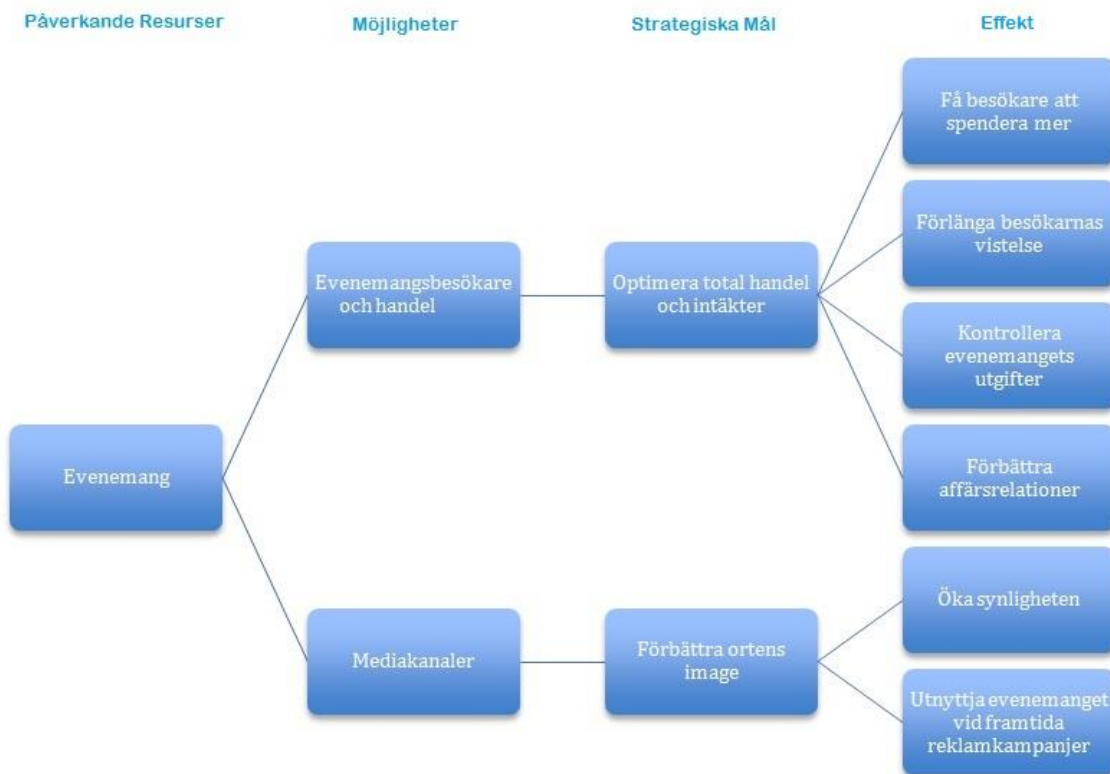 Påverkande Resurser
Möjligheter
Strategiska Mål
Effekt
Få besökare att
spendera mer
Förlänga besökarnas
vistelse
Evenemangsbesökare
och handel
Optimera total handel
och intäkter
Kontrollera
evenemangets
utgifter
Evenemang
Förbättra
affärsrelationer
Öka synligheten
Mediakanaler
Förbättra ortens
image
Utnyttja evenemanget
vid framtida
reklamkampanjer